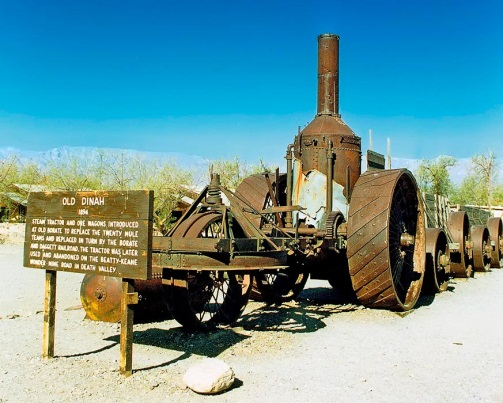 OLD DINAH
1894
STEAM TRACTOR AND ORE WAGONS INTRODUCED
AT OLD BORATE TO REPLACE THE TWENTY MULE
TEAMS AND REPLACED IN TURN BY THE BORATE
AND DAGGETT RAILROAD. THE TRACTOR WAS LATER
USED AND ABANDONED ON THE BEATTY-KEANE
WONDER MINE ROAD IN DEATH VALLEY